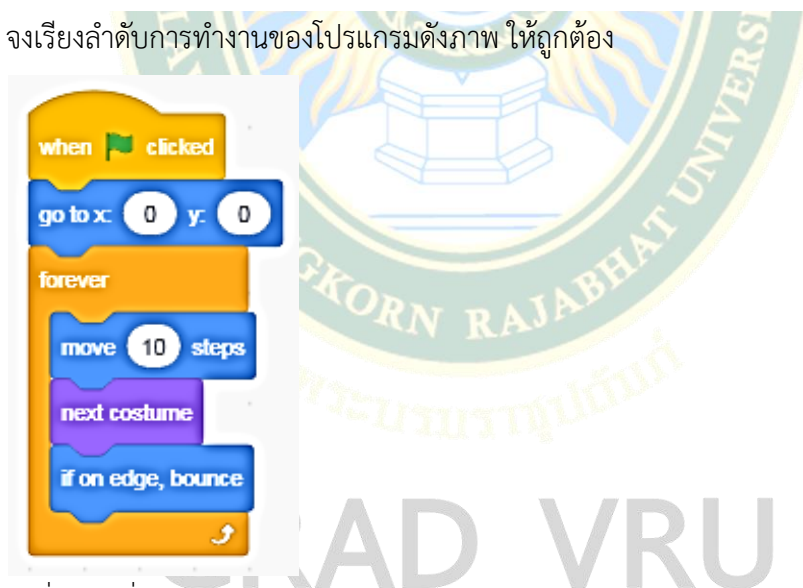 จงเรียงลำดับการทำงานของโปรแกรมดังภาพ ให้ถูกต้อง
when clicked
go to x: 0 y: 0
forever
move 10 steps
next costume
if on edge, bounce
GKORN RAJABHAT UNIVERS
GRAD VRU